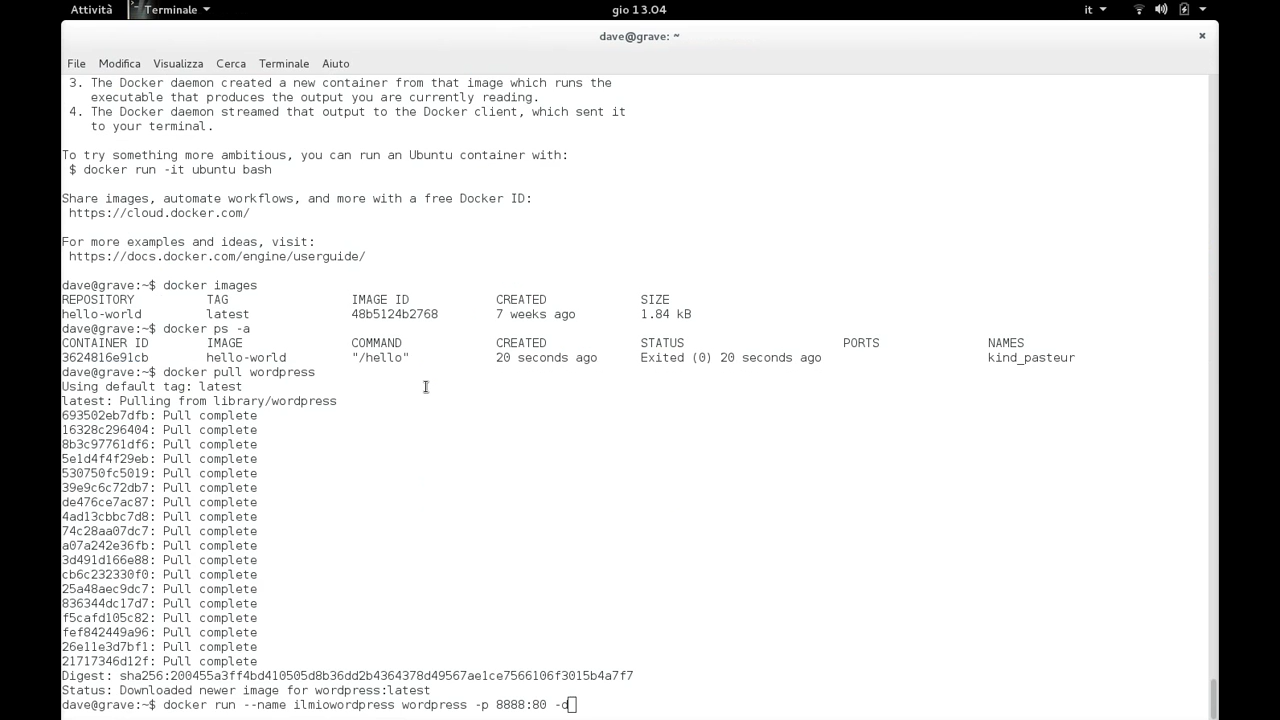 Attività Terminale gio 13.04 it
dave@grave: ~
File Modifica Visualizza Cerca Terminale Aiuto
3. The Docker daemon created a new container from that image which runs the
executable that produces the output you are currently reading.
4. The Docker daemon streamed that output to the Docker client, which sent it
to your terminal.
To try something more ambitious, you can run an Ubuntu container with:
$ docker run -it ubuntu bash
Share images, automate workflows, and more with a free Docker ID:
https://cloud.docker.com/
For more examples and ideas, visit:
https://docs.docker.com/engine/userguide/
dave@grave:~$ docker images
REPOSITORY TAG IMAGE ID CREATED SIZE
hello-world latest 48b5124b2768 7 weeks ago 1.84 kB
dave@grave:~$ docker ps -a
CONTAINER ID IMAGE COMMAND CREATED STATUS PORTS NAMES
3624816e91cb hello-world "/hello" 20 seconds ago Exited (0) 20 seconds ago kind_pasteur
dave@grave:~$ docker pull wordpress
Using default tag: latest
latest: Pulling from library/wordpress
693502eb7dfb: Pull complete
16328c296404: Pull complete
8b3c97761df6: Pull complete
5e1d4f4f29eb: Pull complete
530750fc5019: Pull complete
39e9c6c72db7: Pull complete
de476ce7ac87: Pull complete
4ad13cbbc7d8: Pull complete
74c28aa07dc7: Pull complete
a07a242e36fb: Pull complete
3d491d166e88: Pull complete
cb6c232330f0: Pull complete
25a48aec9dc7: Pull complete
836344dc17d7: Pull complete
f5cafd105c82: Pull complete
fef842449a96: Pull complete
26e11e3d7bf1: Pull complete
21717346d12f: Pull complete
Digest: sha256:200455a3ff4bd410505d8b36dd2b4364378d49567ae1ce7566106f3015b4a7f7
Status: Downloaded newer image for wordpress:latest
dave@grave:~$ docker run --name ilmiowordpress wordpress -p 8888:80 -d